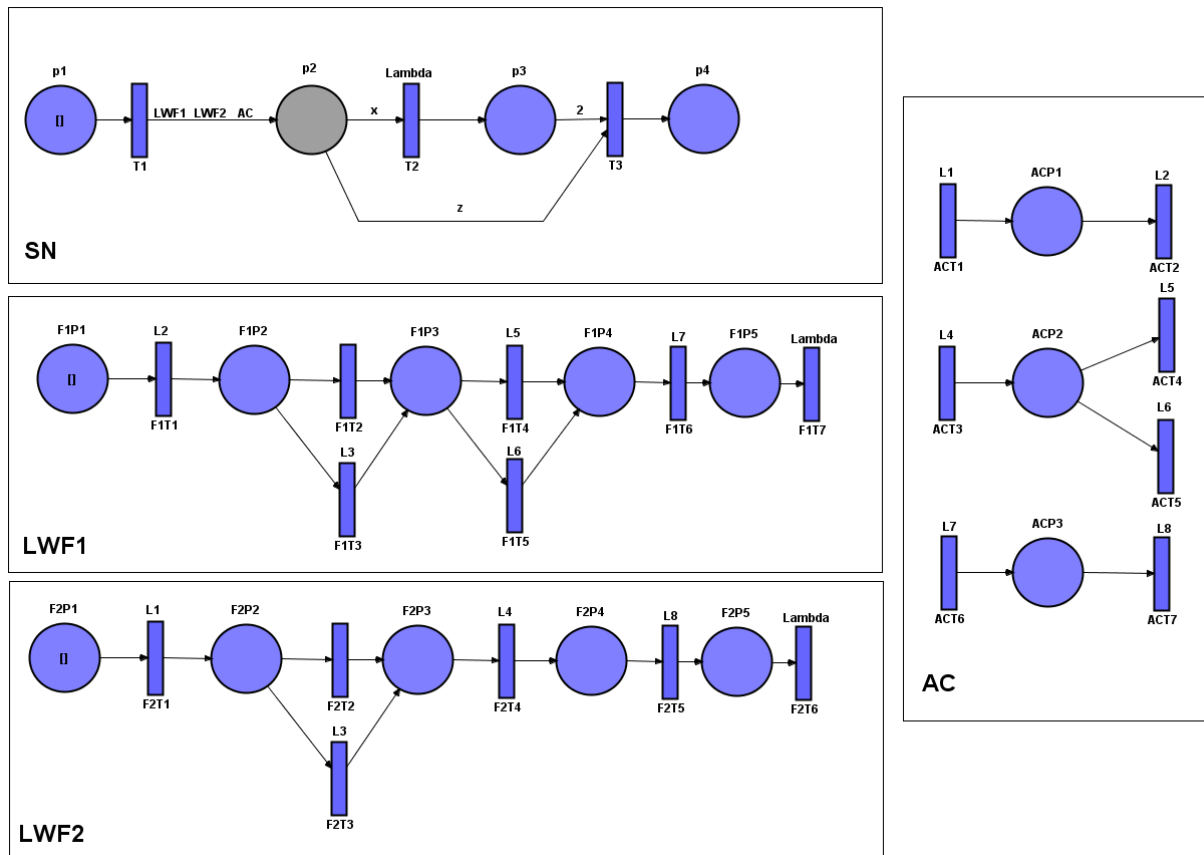 p1 p2 Lambda p3 p4
[] LWF1 LWF2 AC x 2
T1 T2 T3
z
SN
F1P1 L2 F1P2 F1P3 L5 F1P4 L7 F1P5 Lambda
[]
F1T1 F1T2 F1T4 F1T6 F1T7
L3 L6
F1T3 F1T5
LWF1
F2P1 L1 F2P2 F2P3 L4 F2P4 L8 F2P5 Lambda
[]
F2T1 F2T2 F2T4 F2T5 F2T6
L3
F2T3
LWF2
L1 ACP1 L2
ACT1 ACT2
L5
L4 ACP2
ACT4
ACT3 L6
ACT5
L7 ACP3 L8
ACT6 ACT7
AC